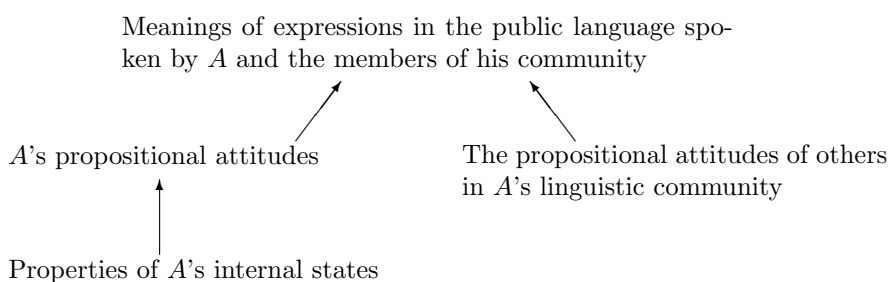 Meanings of expressions in the public language spo-
ken by A and the members of his community
A's propositional attitudes
The propositional attitudes of others
in A's linguistic community
Properties of A's internal states